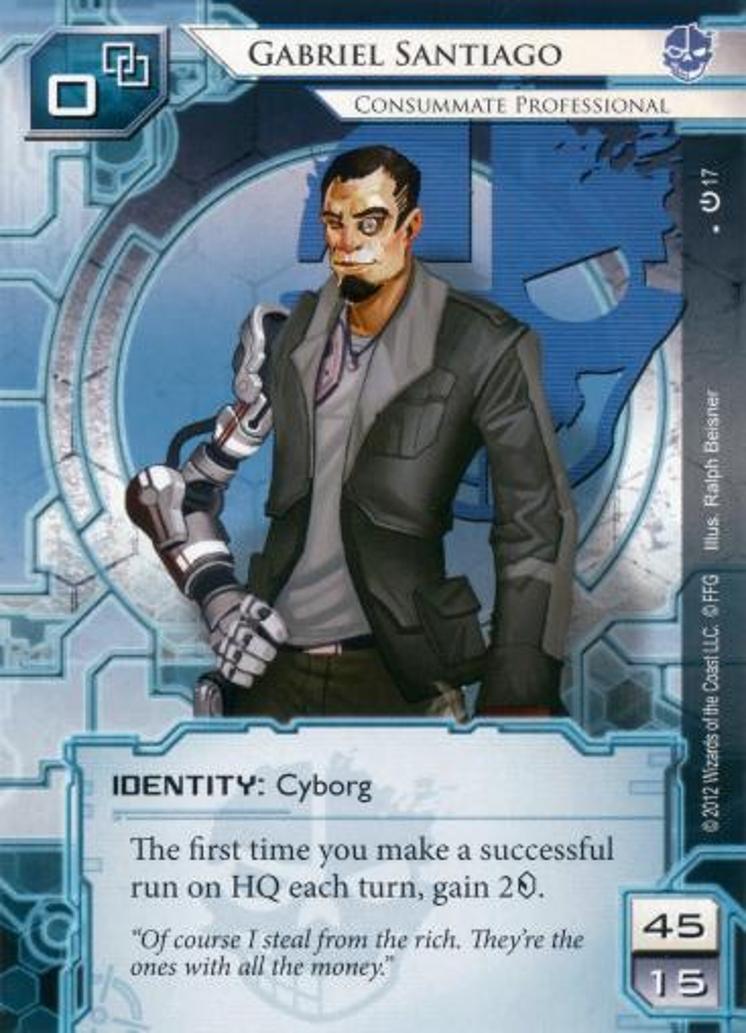 0
GABRIEL SANTIAGO
CONSUMMATE PROFESSIONAL
17
Illus. Ralph Beisner
© 2012 Wizards of the Coast LLC. © FFG
IDENTITY: Cyborg
The first time you make a successful
run on HQ each turn, gain 2.
“Of course I steal from the rich. They’re the
ones with all the money.”
45
15